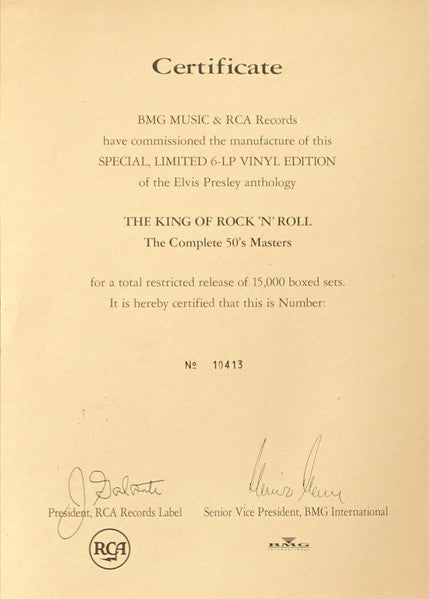 Certificate
BMG MUSIC & RCA Records
have commissioned the manufacture of this
SPECIAL, LIMITED 6-LP VINYL EDITION
of the Elvis Presley anthology
THE KING OF ROCK 'N' ROLL
The Complete 50's Masters
for a total restricted release of 15,000 boxed sets.
It is hereby certified that this is Number:
Nº 10413
President, RCA Records Label
Senior Vice President, BMG International
RCA
BMG
INTERNATIONAL